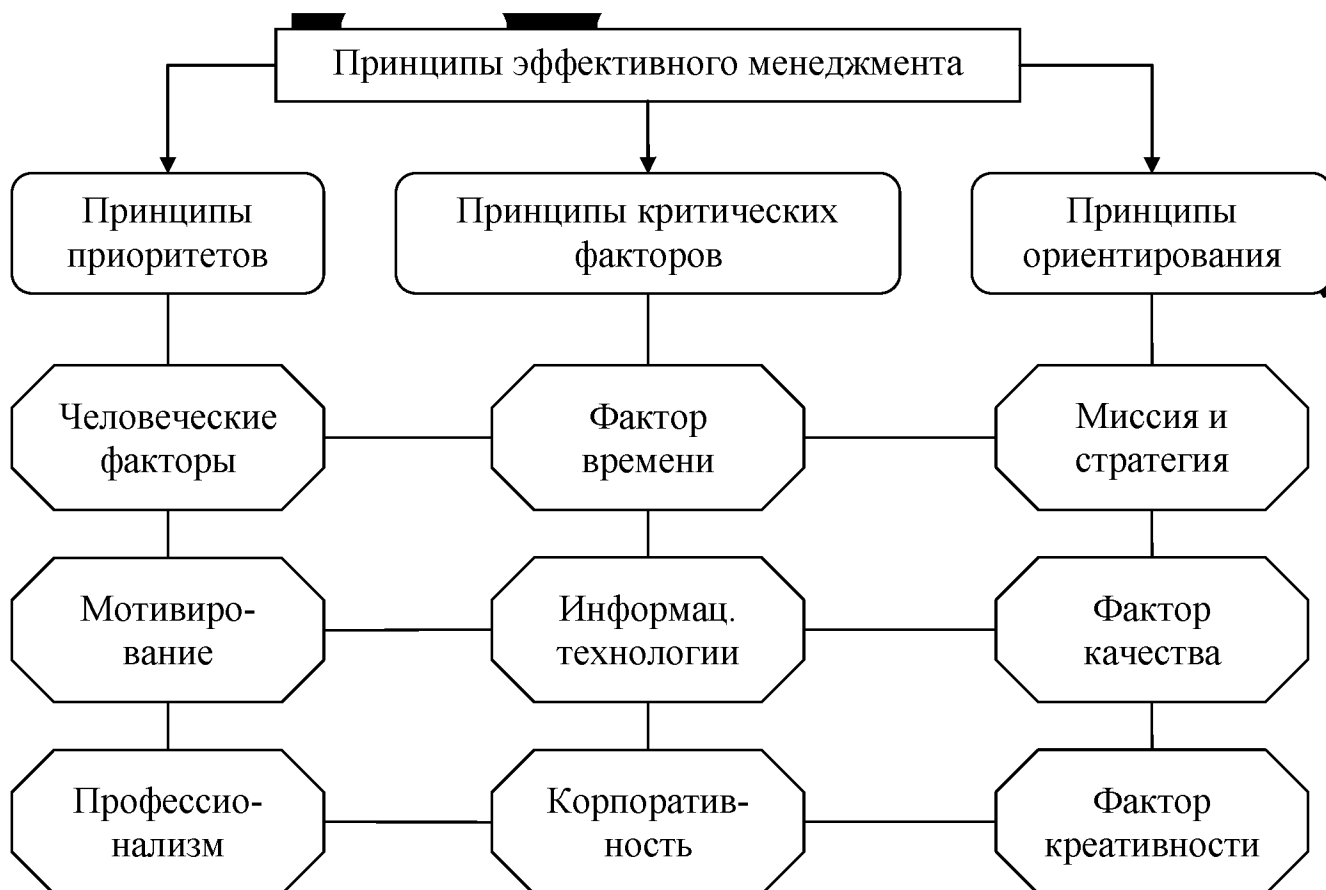 Принципы эффективного менеджмента
Принципы
приоритетов
Принципы критических
факторов
Принципы
ориентирования
Человеческие
факторы
Фактор
времени
Миссия и
стратегия
Мотивиро-
вание
Информац.
технологии
Фактор
качества
Профессио-
нализм
Корпоратив-
ность
Фактор
креативности